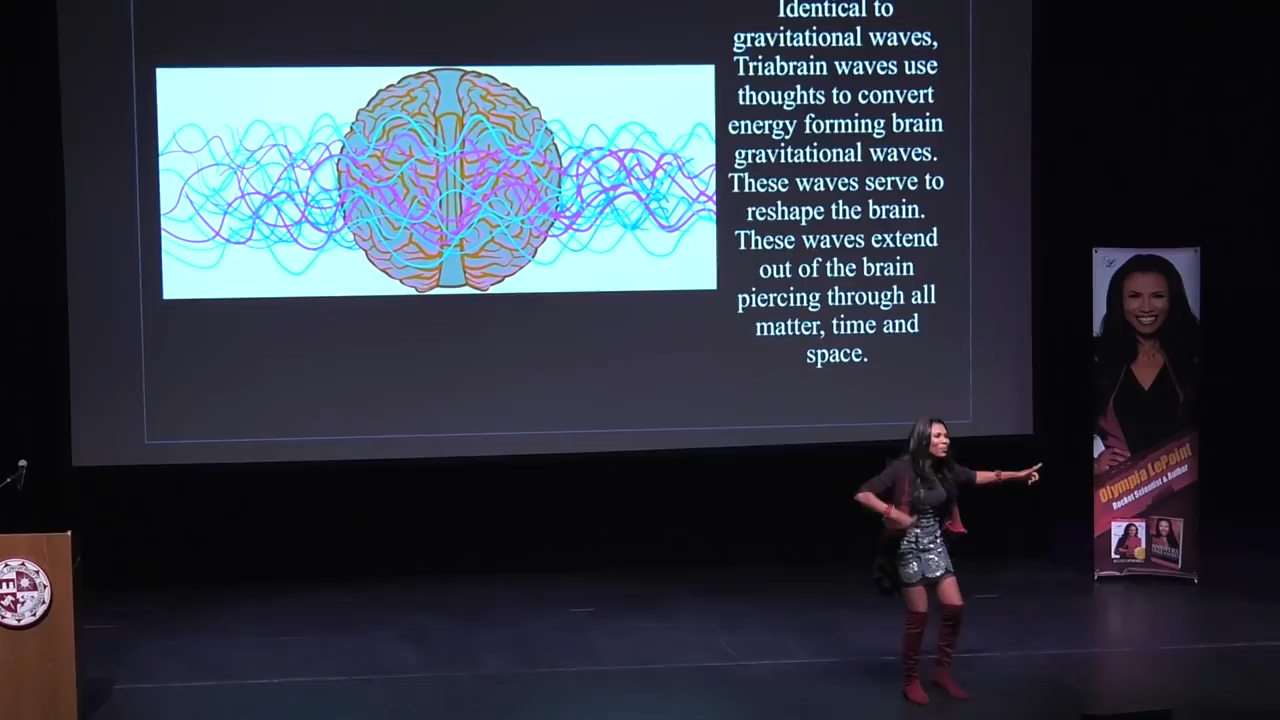 Identical to
gravitational waves,
Triabrain waves use
thoughts to convert
energy forming brain
gravitational waves.
These waves serve to
reshape the brain.
These waves extend
out of the brain
piercing through all
matter, time and
space.
Olympia LePoint
Rocket Scientist & Author